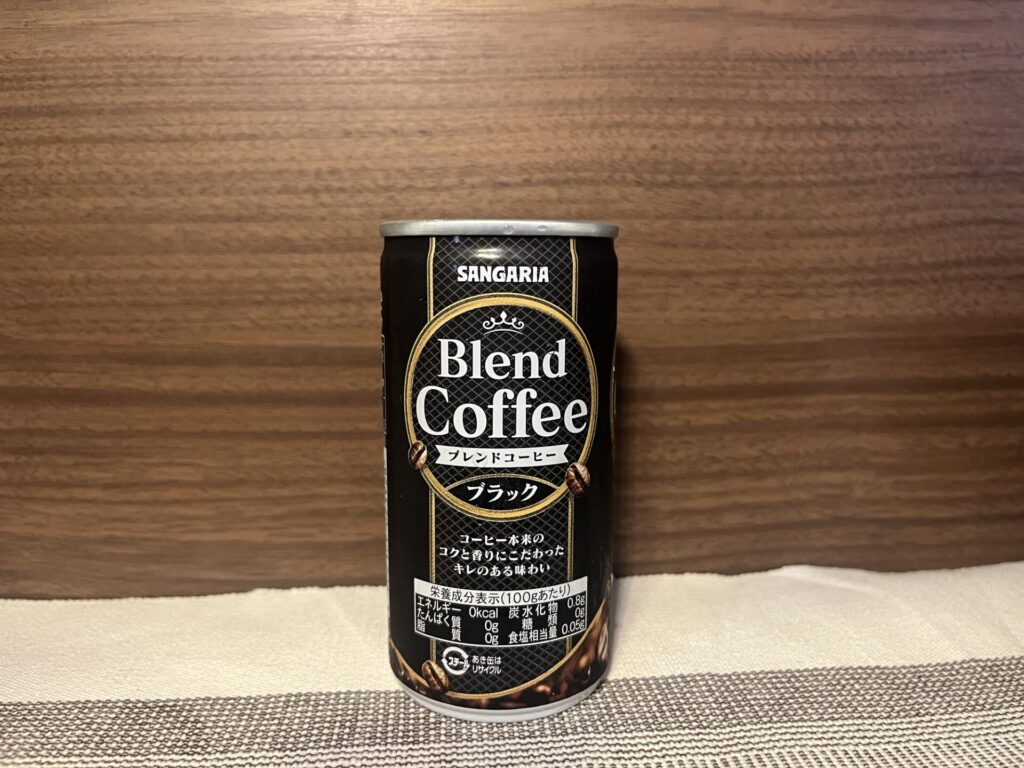 SANGARIA
Blend
Coffee
ブレンドコーヒー
ブラック
コーヒー本来の
コクと香りにこだわった
キレのある味わい
栄養成分表示(100gあたり)
エネルギー 0kcal 炭水化物 0.8g
たんぱく質 0g 糖類 0g
脂質 0g 食塩相当量 0.05g
スチール あき缶は
リサイクル